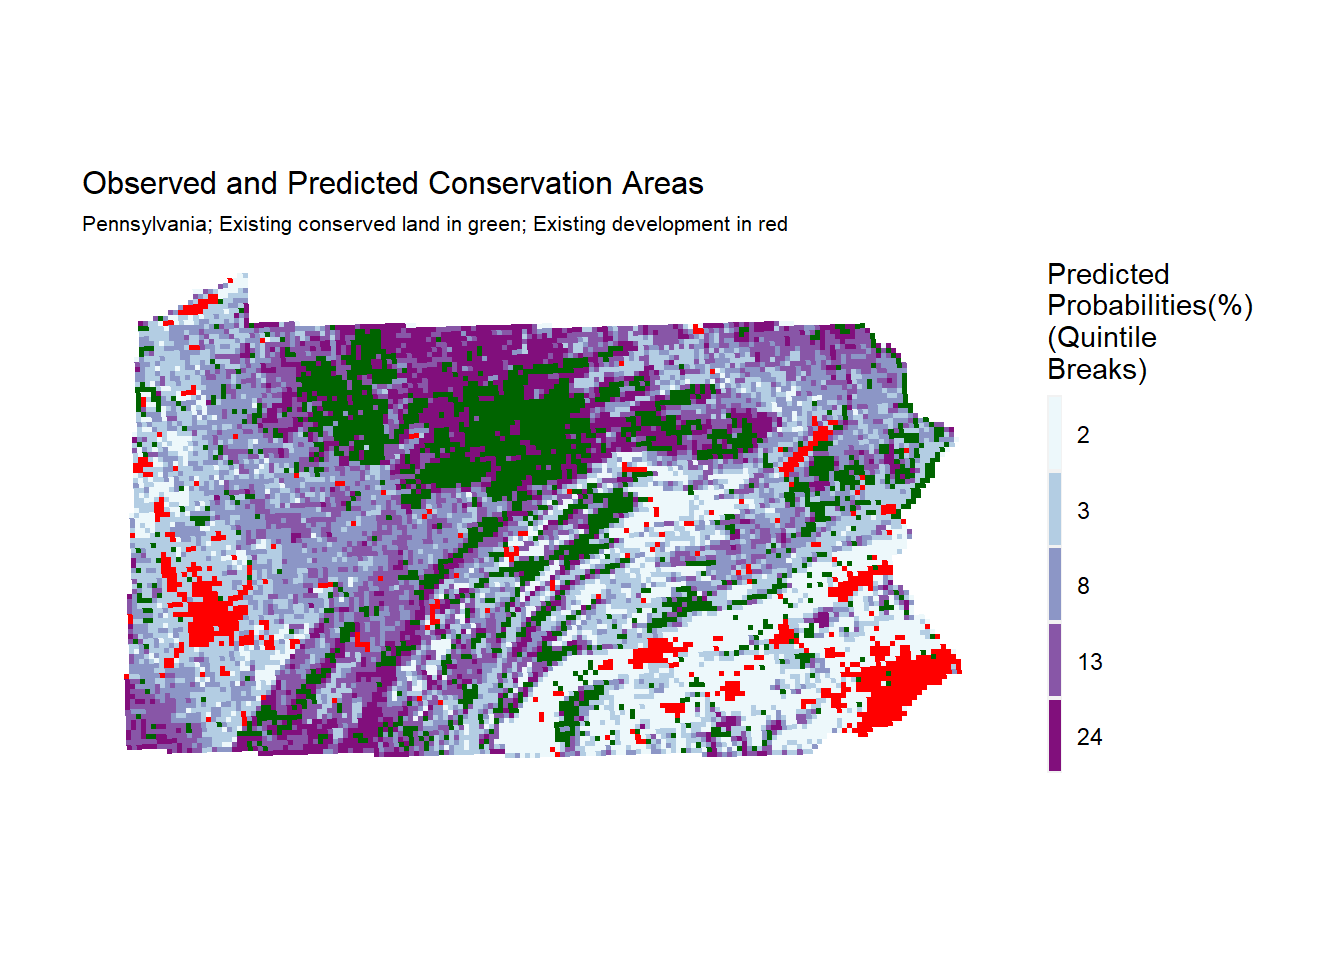 Observed and Predicted Conservation Areas
Pennsylvania; Existing conserved land in green; Existing development in red
Predicted
Probabilities(%)
(Quintile
Breaks)
2
3
8
13
24